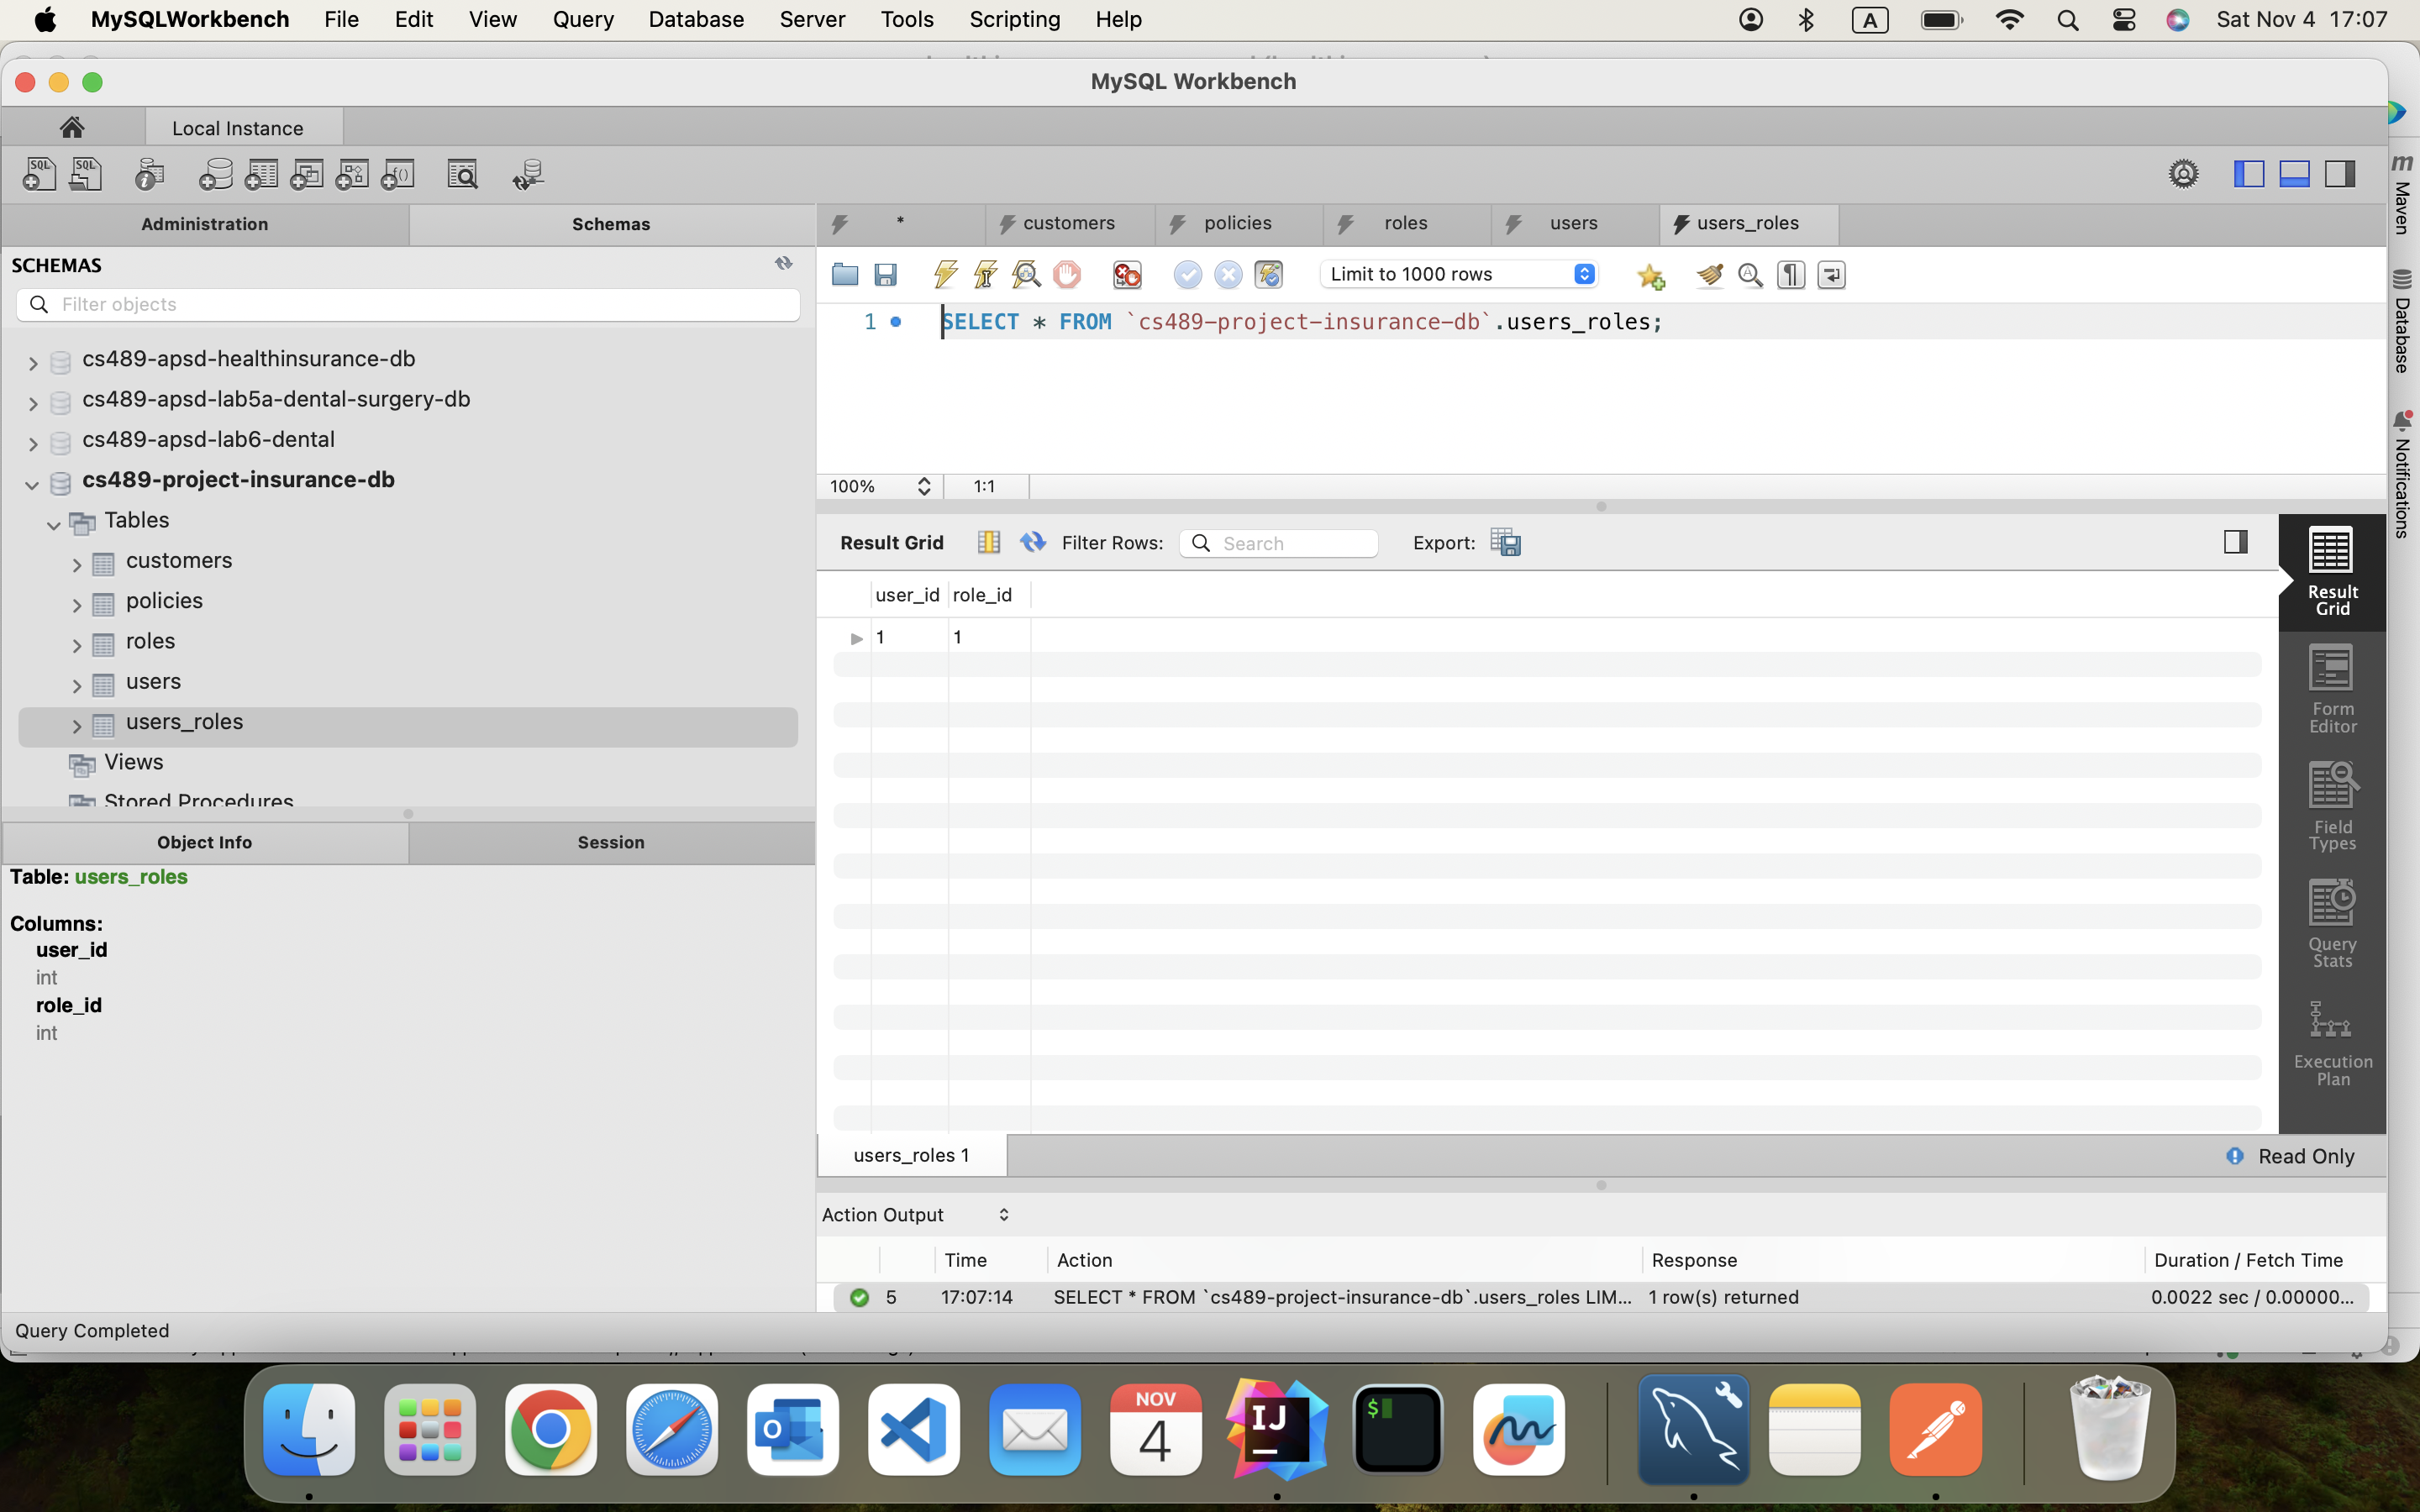 MySQLWorkbench File Edit View Query Database Server Tools Scripting Help A Sat Nov 4 17:07
MySQL Workbench
Local Instance
Administration Schemas
SCHEMAS
Filter objects
cs489-apsd-healthinsurance-db
cs489-apsd-lab5a-dental-surgery-db
cs489-apsd-lab6-dental
cs489-project-insurance-db
Tables
customers
policies
roles
users
users_roles
Views
Stored Procedures
Object Info Session
Table: users_roles
Columns:
user_id
int
role_id
int
Query Completed
* customers policies roles users users_roles
Limit to 1000 rows
1 SELECT * FROM `cs489-project-insurance-db`.users_roles;
100% 1:1
Result Grid Filter Rows: Search Export:
user_id role_id
1 1
Result
Grid
Form
Editor
Field
Types
Query
Stats
Execution
Plan
users_roles 1 Read Only
Action Output
Time Action Response Duration / Fetch Time
5 17:07:14 SELECT * FROM `cs489-project-insurance-db`.users_roles LIM... 1 row(s) returned 0.0022 sec / 0.00000...
m
Maven
Database
Notifications
SQL
SQL
NOV
4
IJ
$